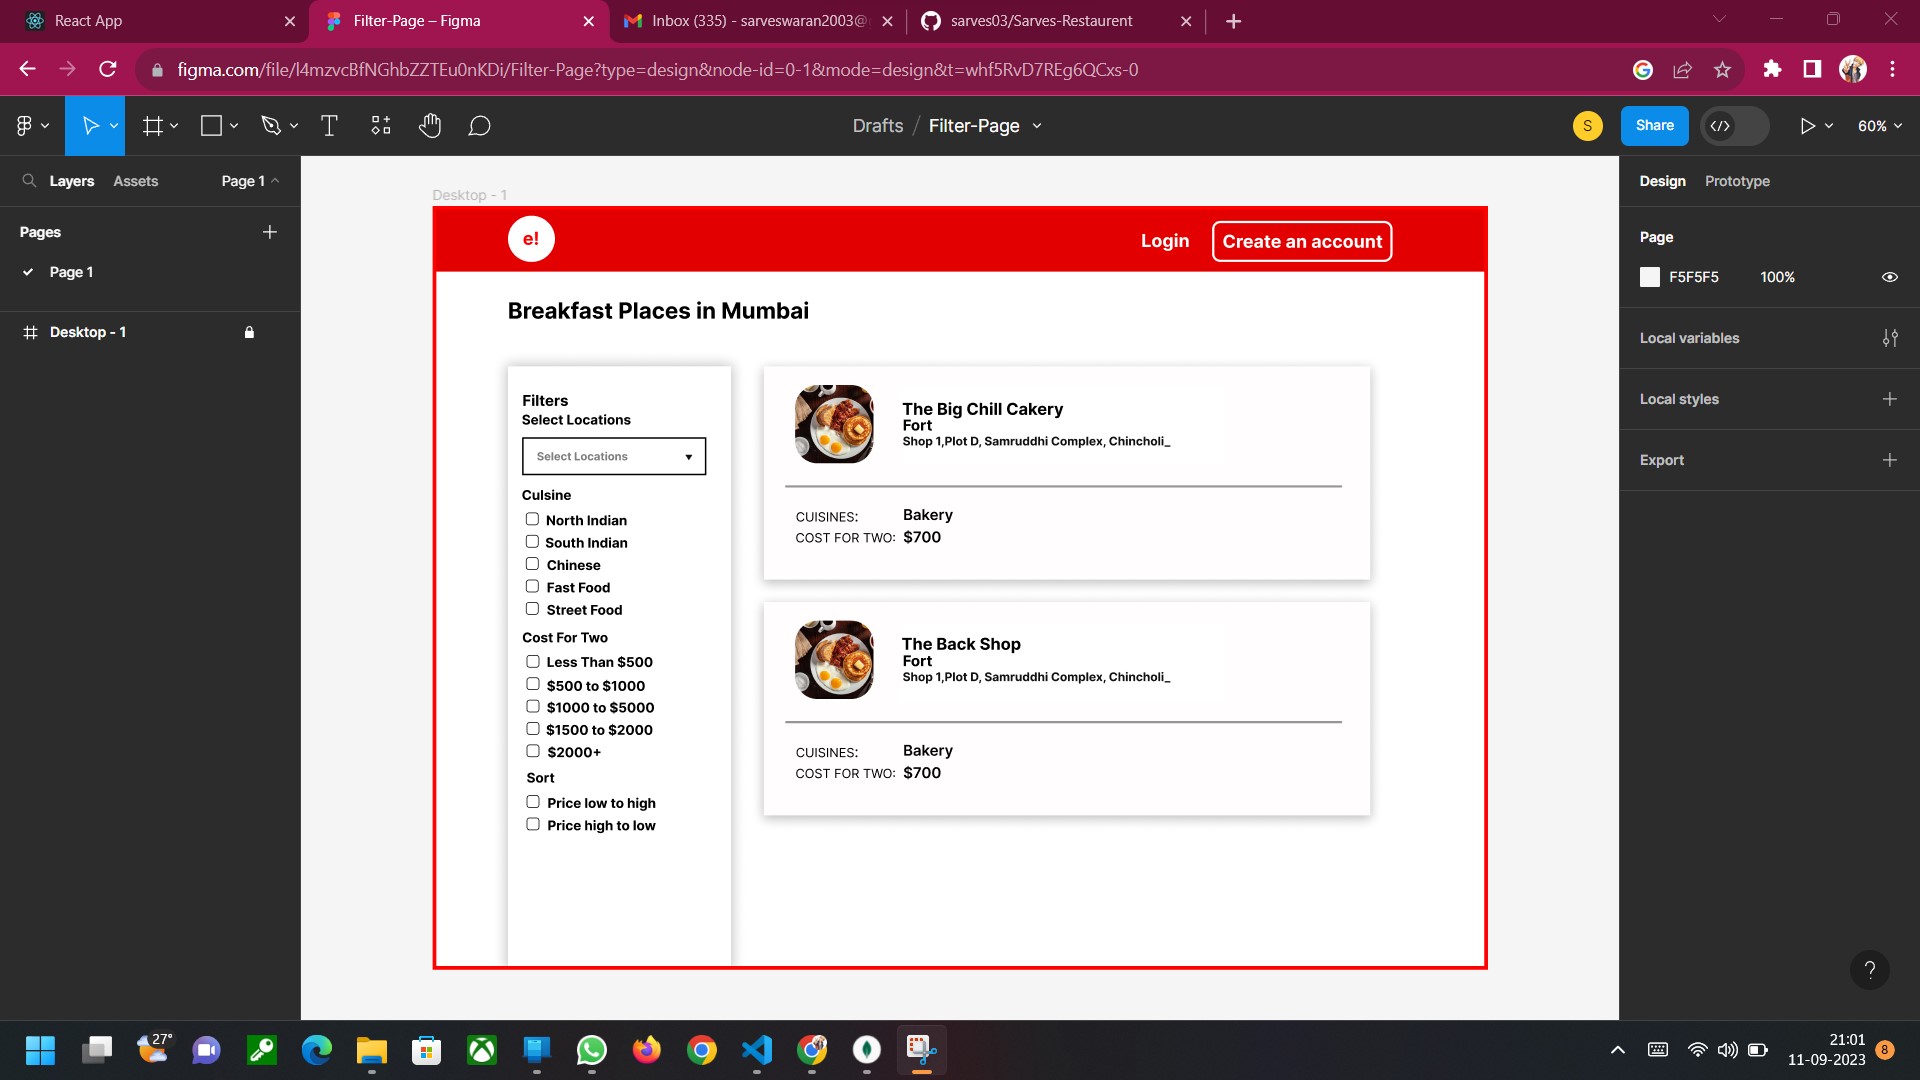 React App
Filter-Page – Figma
Inbox (335) - sarveswaran2003@
sarves03/Sarves-Restaurent
figma.com/file/l4mzvcBfNGhbZZTEu0nKDi/Filter-Page?type=design&node-id=0-1&mode=design&t=whf5RvD7REg6QCxs-0
Drafts / Filter-Page
S
Share
60%
Layers
Assets
Page 1
Pages
Page 1
Desktop - 1
Desktop - 1
e!
Login
Create an account
Breakfast Places in Mumbai
Filters
Select Locations
Select Locations
Culsine
North Indian
South Indian
Chinese
Fast Food
Street Food
Cost For Two
Less Than $500
$500 to $1000
$1000 to $5000
$1500 to $2000
$2000+
Sort
Price low to high
Price high to low
The Big Chill Cakery
Fort
Shop 1,Plot D, Samruddhi Complex, Chincholi_
CUISINES: Bakery
COST FOR TWO: $700
The Back Shop
Fort
Shop 1,Plot D, Samruddhi Complex, Chincholi_
CUISINES: Bakery
COST FOR TWO: $700
Design
Prototype
Page
F5F5F5 100%
Local variables
Local styles
Export
?
27°
21:01
11-09-2023
8